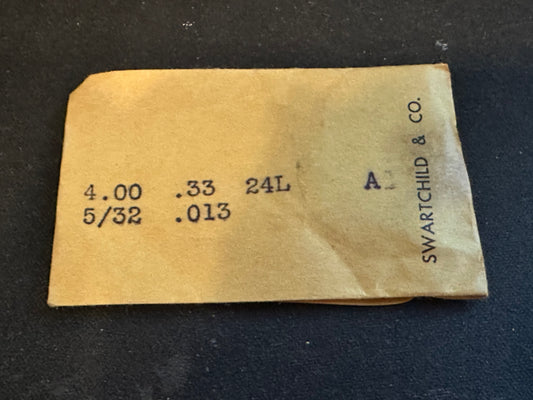 4.00 .33 24L A
5/32 .013
SWARTCHILD & CO.